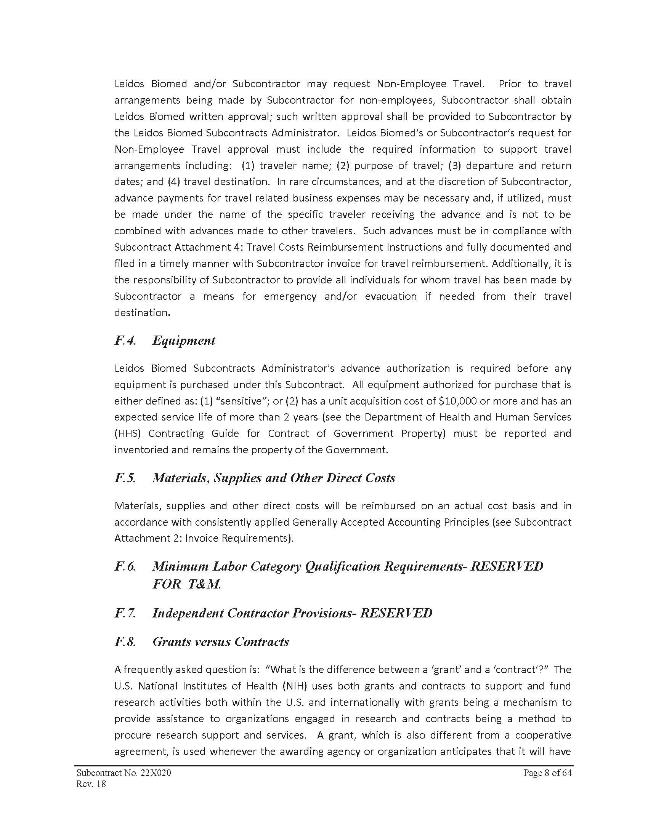 Leidos Biomed and/or Subcontractor may request Non-Employee Travel. Prior to travel
arrangements being made by Subcontractor for non-employees, Subcontractor shall obtain
Leidos Biomed written approval; such written approval shall be provided to Subcontractor by
the Leidos Biomed Subcontracts Administrator. Leidos Biomed's or Subcontractor's request for
Non-Employee Travel approval must include the required information to support travel
arrangements including: (1) traveler name; (2) purpose of travel; (3) departure and return
dates; and (4) travel destination. In rare circumstances, and at the discretion of Subcontractor,
advance payments for travel related business expenses may be necessary and, if utilized, must
be made under the name of the specific traveler receiving the advance and is not to be
combined with advances made to other travelers. Such advances must be in compliance with
Subcontract Attachment 4: Travel Costs Reimbursement Instructions and fully documented and
filed in a timely manner with Subcontractor invoice for travel reimbursement. Additionally, it is
the responsibility of Subcontractor to provide all individuals for whom travel has been made by
Subcontractor a means for emergency and/or evacuation if needed from their travel
destination.
F.4. Equipment
Leidos Biomed Subcontracts Administrator's advance authorization is required before any
equipment is purchased under this Subcontract. All equipment authorized for purchase that is
either defined as: (1) "sensitive"; or (2) has a unit acquisition cost of $10,000 or more and has an
expected service life of more than 2 years (see the Department of Health and Human Services
(HHS) Contracting Guide for Contract of Government Property) must be reported and
inventoried and remains the property of the Government.
F.5. Materials, Supplies and Other Direct Costs
Materials, supplies and other direct costs will be reimbursed on an actual cost basis and in
accordance with consistently applied Generally Accepted Accounting Principles (see Subcontract
Attachment 2: Invoice Requirements).
F.6. Minimum Labor Category Qualification Requirements- RESERVED
FOR T&M.
F.7. Independent Contractor Provisions- RESERVED
F.8. Grants versus Contracts
A frequently asked question is: "What is the difference between a 'grant' and a 'contract'?" The
U.S. National Institutes of Health (NIH) uses both grants and contracts to support and fund
research activities both within the U.S. and internationally with grants being a mechanism to
provide assistance to organizations engaged in research and contracts being a method to
procure research support and services. A grant, which is also different from a cooperative
agreement, is used whenever the awarding agency or organization anticipates that it will have
Subcontract No. 22X020 Page 8 of 64
Rev. 18